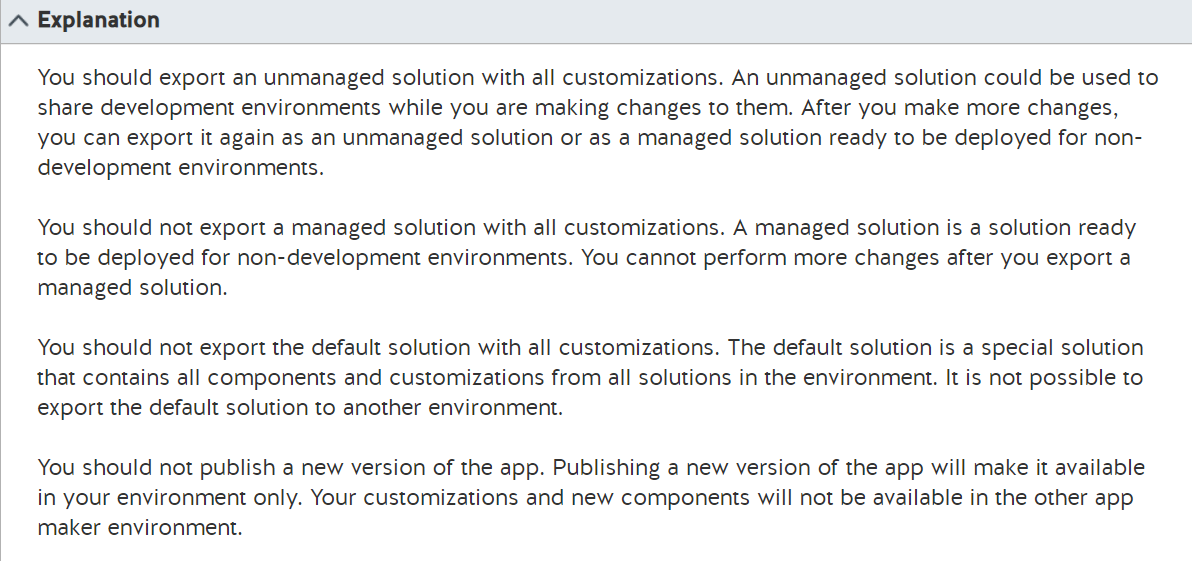 Explanation
You should export an unmanaged solution with all customizations. An unmanaged solution could be used to
share development environments while you are making changes to them. After you make more changes,
you can export it again as an unmanaged solution or as a managed solution ready to be deployed for non-
development environments.
You should not export a managed solution with all customizations. A managed solution is a solution ready
to be deployed for non-development environments. You cannot perform more changes after you export a
managed solution.
You should not export the default solution with all customizations. The default solution is a special solution
that contains all components and customizations from all solutions in the environment. It is not possible to
export the default solution to another environment.
You should not publish a new version of the app. Publishing a new version of the app will make it available
in your environment only. Your customizations and new components will not be available in the other app
maker environment.